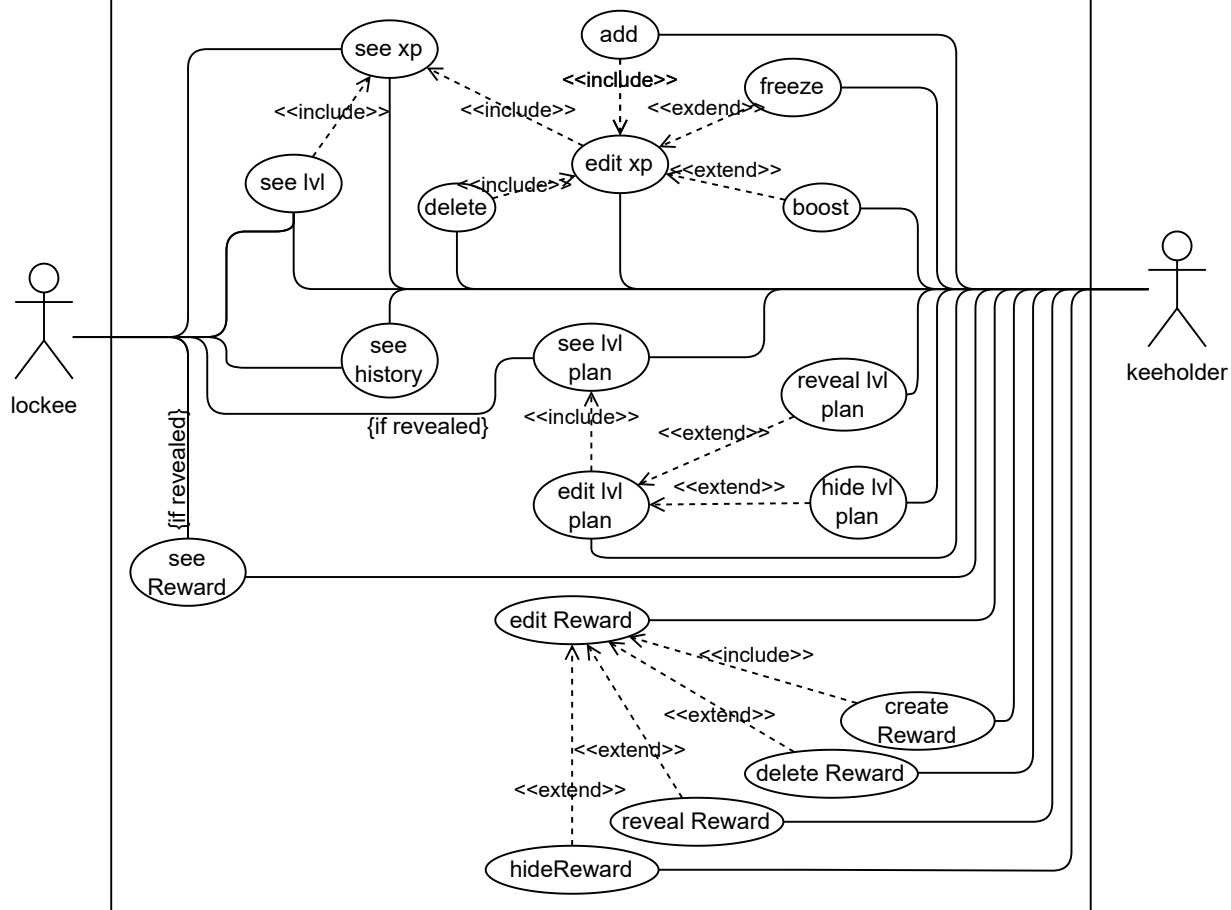 add
see xp
<<include>>
freeze
<<include>>
<<include>>
<<exdend>>
edit xp
<<extend>>
see lvl
<<include>>
delete
boost
see
history
see lvl
plan
reveal lvl
plan
keeholder
lockee
{if revealed}
{if revealed}
<<include>>
<<extend>>
edit lvl
plan
<<extend>>
hide lvl
plan
see
Reward
edit Reward
<<include>>
create
Reward
<<extend>>
<<extend>>
delete Reward
<<extend>>
reveal Reward
hideReward